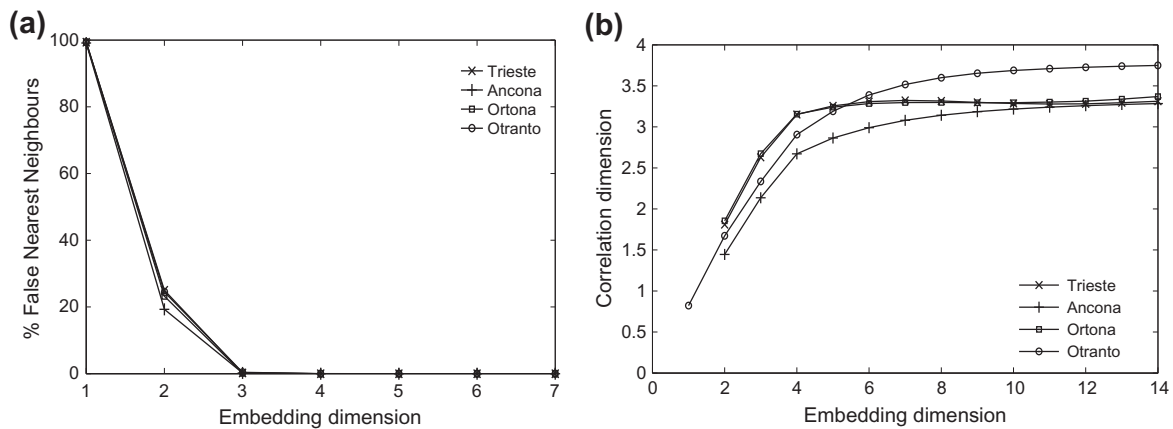 (a)
100
80
60
40
20
0
% False Nearest Neighbours
Trieste
Ancona
Ortona
Otranto
1 2 3 4 5 6 7
Embedding dimension
(b)
4
3.5
3
2.5
2
1.5
1
0.5
0
Correlation dimension
Trieste
Ancona
Ortona
Otranto
0 2 4 6 8 10 12 14
Embedding dimension